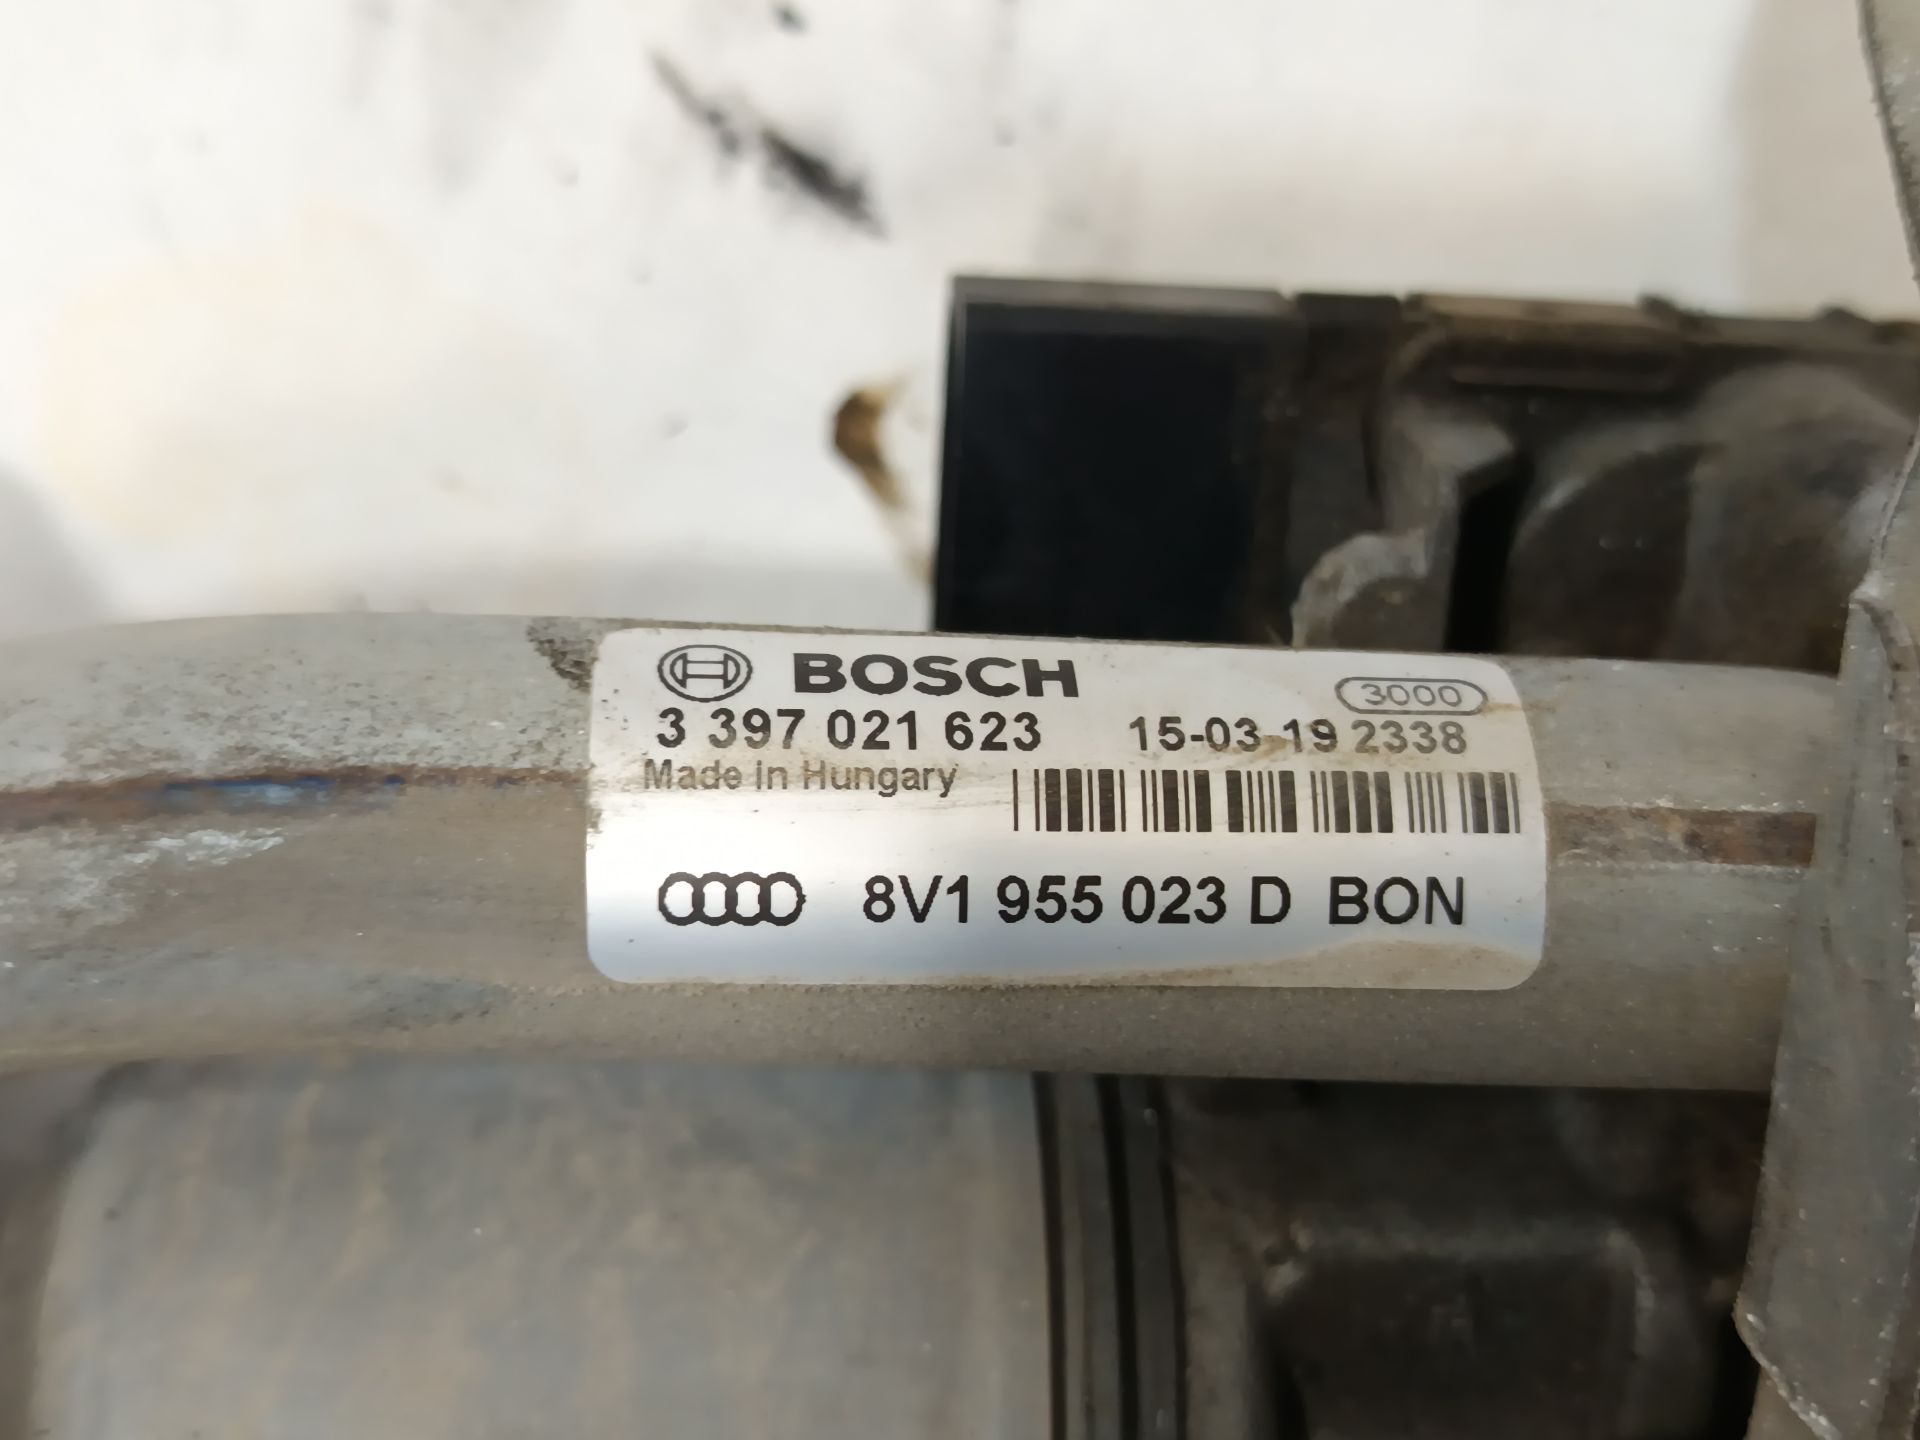 BOSCH
3000
3 397 021 623 15-03-19 2338
Made in Hungary
8V1 955 023 D BON